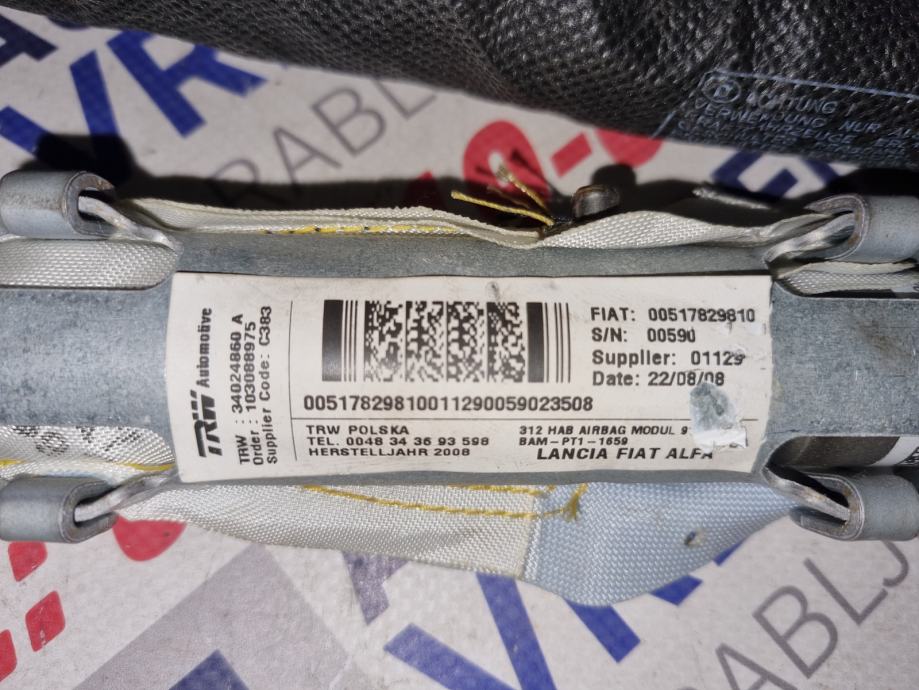 ACHTUNG !
VERWENDUNG NUR
TRW Automotive
TRW : 34024860 A
Order : 103088975
Supplier Code: C383
FIAT: 00517829810
S/N: 00590
Supplier: 01129
Date: 22/08/08
00517829810011290059023508
TRW POLSKA
TEL. 0048 34 36 93 598
HERSTELLJAHR 2008
312 HAB AIRBAG MODUL
BAM-PT1-1659
LANCIA FIAT ALFA